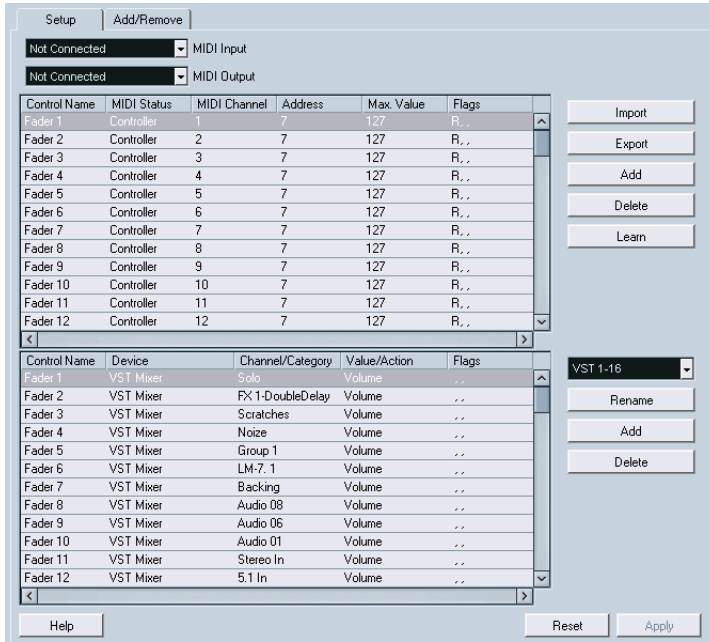 Setup Add/Remove
Not Connected MIDI Input
Not Connected MIDI Output
Control Name MIDI Status MIDI Channel Address Max. Value Flags
Fader 1 Controller 1 7 127 R, ,
Fader 2 Controller 2 7 127 R, ,
Fader 3 Controller 3 7 127 R, ,
Fader 4 Controller 4 7 127 R, ,
Fader 5 Controller 5 7 127 R, ,
Fader 6 Controller 6 7 127 R, ,
Fader 7 Controller 7 7 127 R, ,
Fader 8 Controller 8 7 127 R, ,
Fader 9 Controller 9 7 127 R, ,
Fader 10 Controller 10 7 127 R, ,
Fader 11 Controller 11 7 127 R, ,
Fader 12 Controller 12 7 127 R, ,
Import
Export
Add
Delete
Learn
Control Name Device Channel/Category Value/Action Flags
Fader 1 VST Mixer Solo Volume , ,
Fader 2 VST Mixer FX 1-DoubleDelay Volume , ,
Fader 3 VST Mixer Scratches Volume , ,
Fader 4 VST Mixer Noize Volume , ,
Fader 5 VST Mixer Group 1 Volume , ,
Fader 6 VST Mixer LM-7. 1 Volume , ,
Fader 7 VST Mixer Backing Volume , ,
Fader 8 VST Mixer Audio 08 Volume , ,
Fader 9 VST Mixer Audio 06 Volume , ,
Fader 10 VST Mixer Audio 01 Volume , ,
Fader 11 VST Mixer Stereo In Volume , ,
Fader 12 VST Mixer 5.1 In Volume , ,
VST 1-16
Rename
Add
Delete
Help Reset Apply